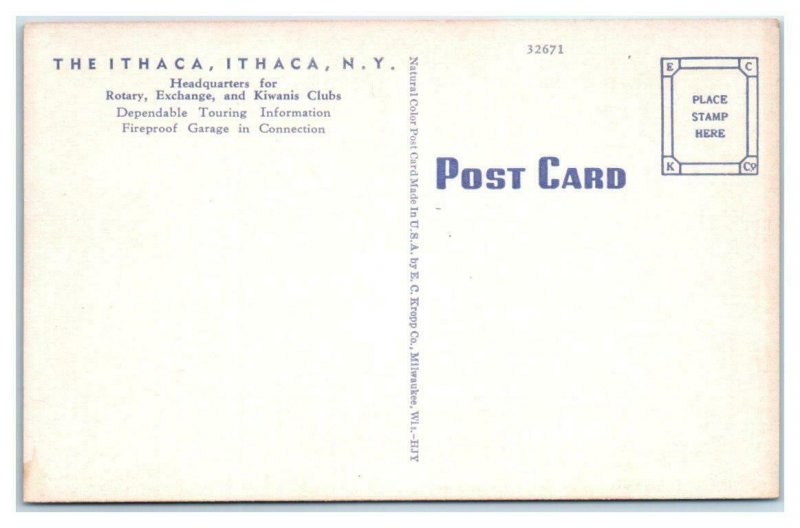 THE ITHACA, ITHACA, N.Y.
Headquarters for
Rotary, Exchange, and Kiwanis Clubs
Dependable Touring Information
Fireproof Garage in Connection
Natural Color Post Card Made In U.S.A. by E. C. Kropp Co., Milwaukee, Wis.-HJY
32671
POST CARD
E C
PLACE
STAMP
HERE
K Co